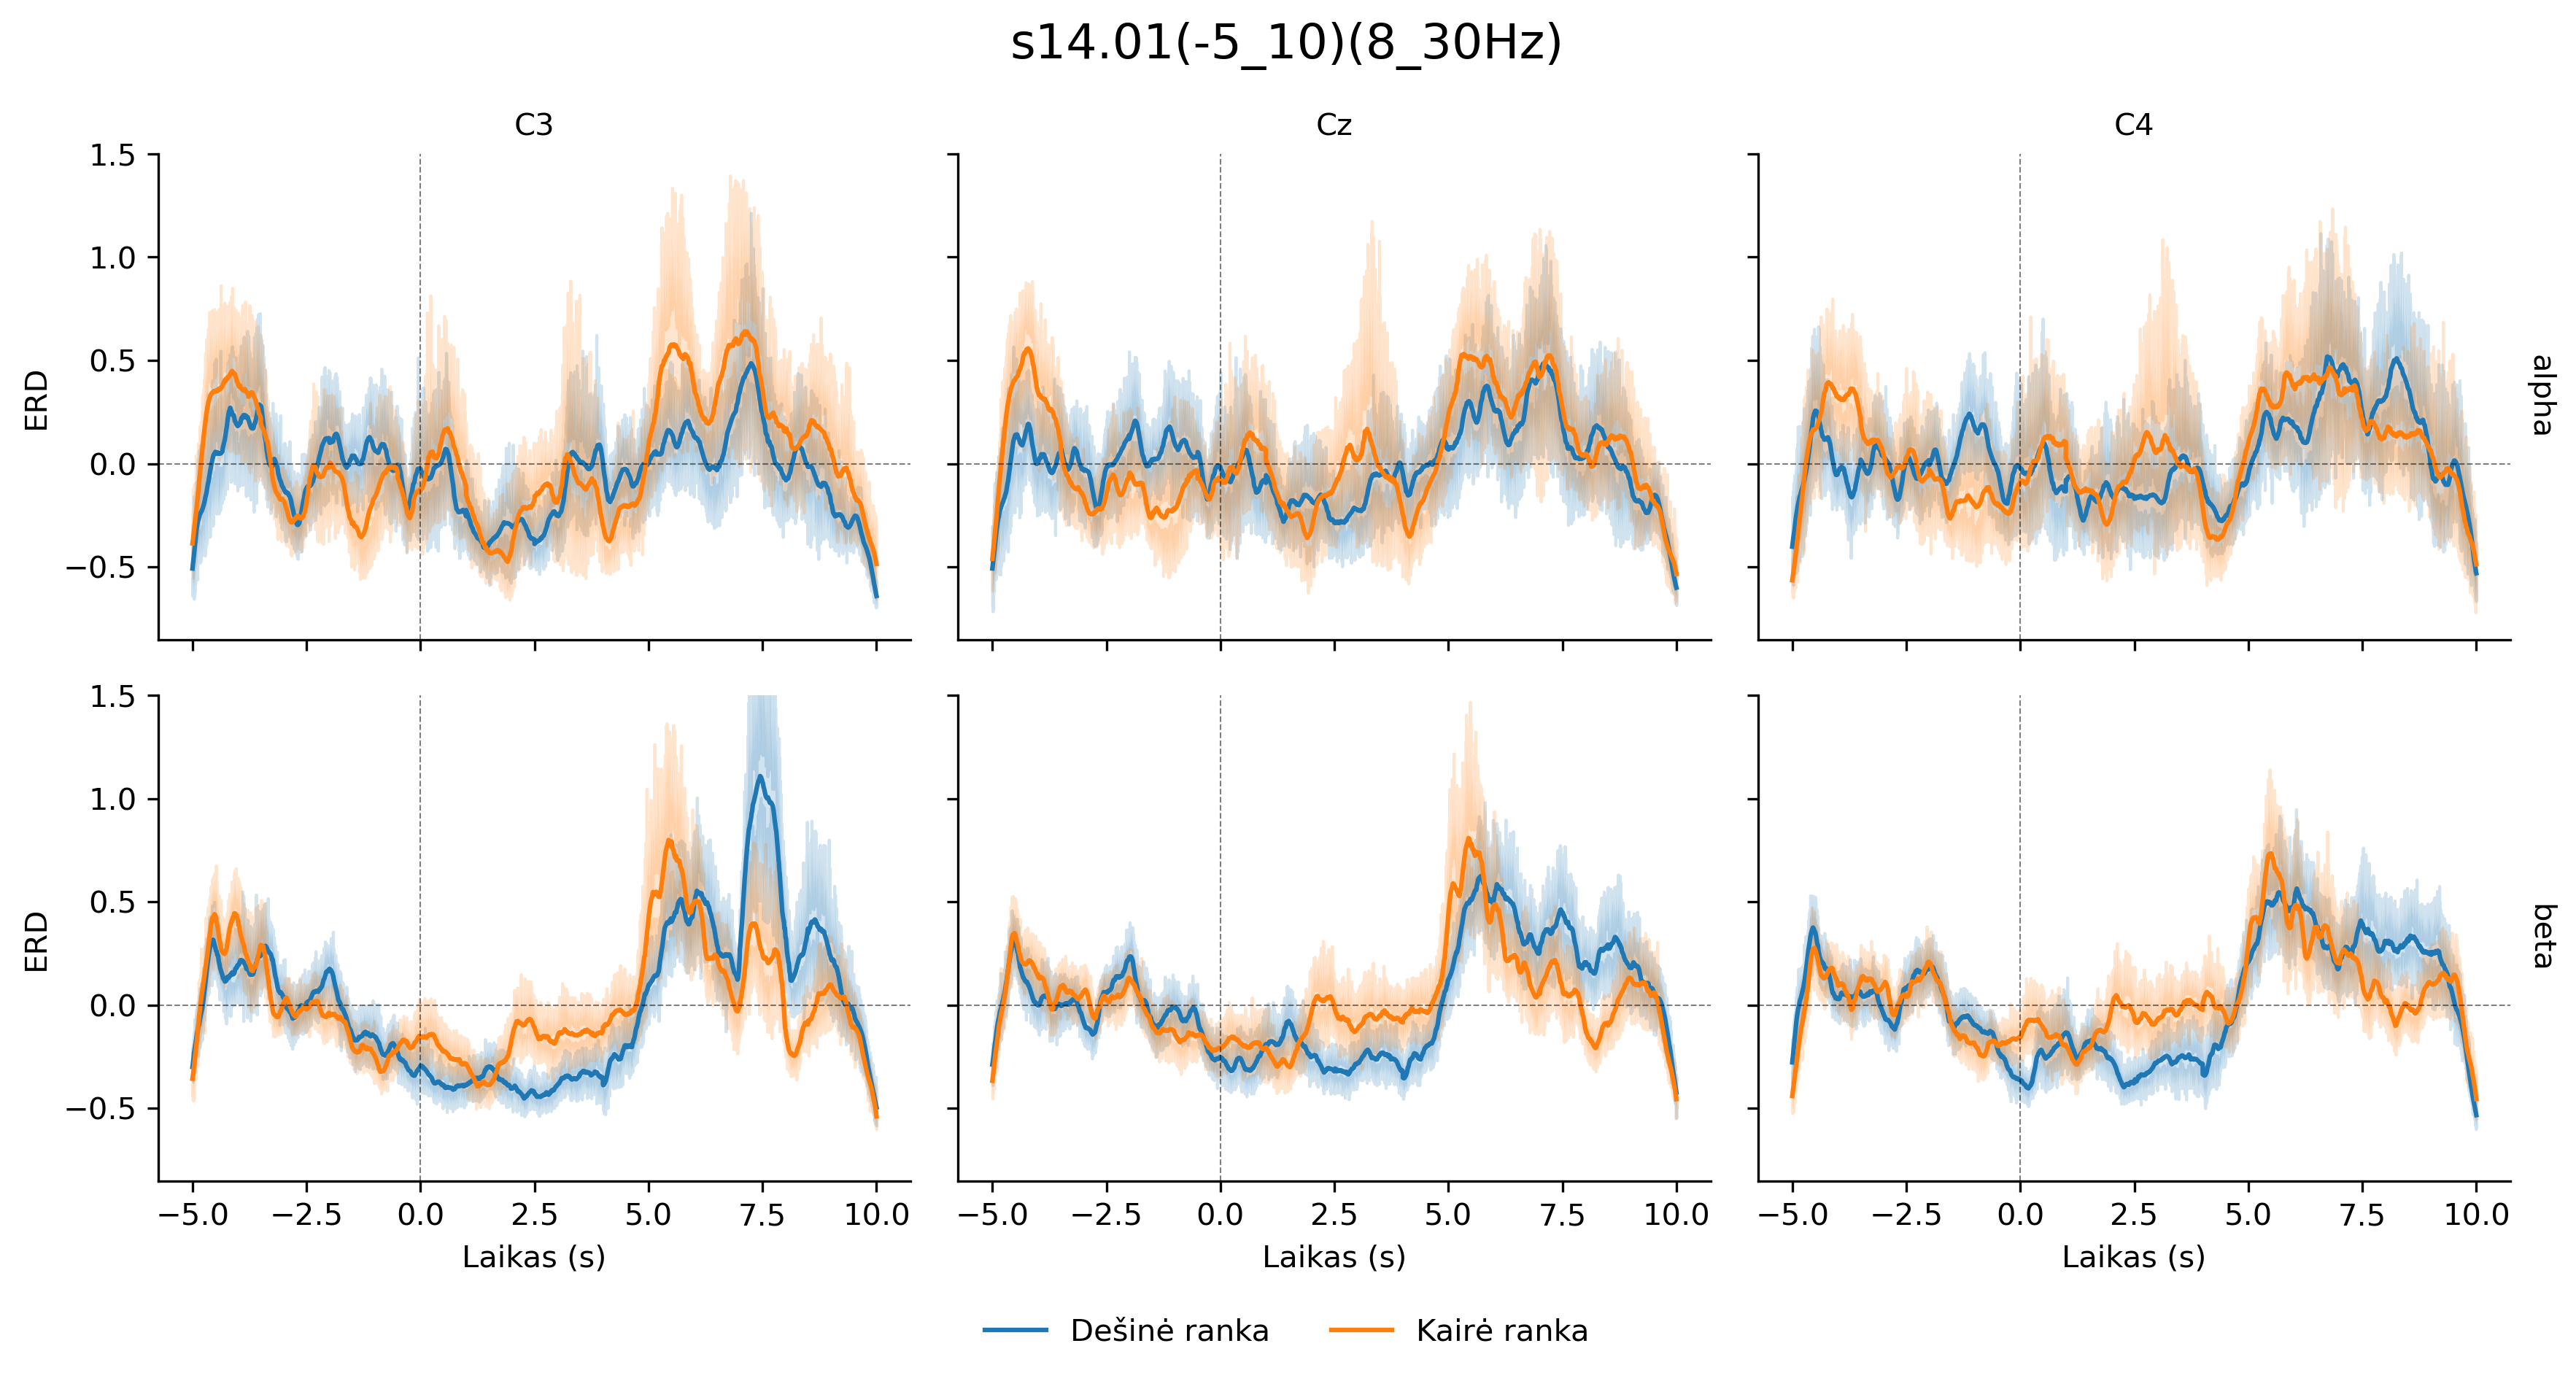 s14.01(-5_10)(8_30Hz)
C3 Cz C4
1.5
1.0
0.5
0.0
−0.5
ERD
alpha
1.5
1.0
0.5
0.0
−0.5
ERD
beta
−5.0 −2.5 0.0 2.5 5.0 7.5 10.0 −5.0 −2.5 0.0 2.5 5.0 7.5 10.0 −5.0 −2.5 0.0 2.5 5.0 7.5 10.0
Laikas (s) Laikas (s) Laikas (s)
Dešinė ranka Kairė ranka